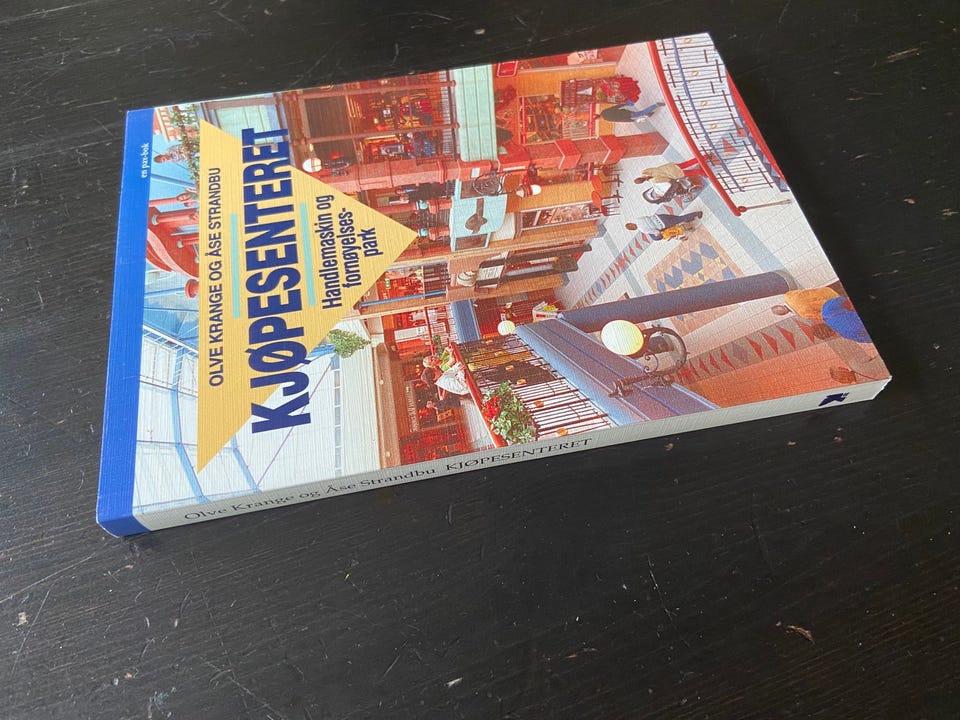 en pax-bok
OLVE KRANGE OG ÅSE STRANDBU
KJØPESENTERET
Handlemaskin og
fornøyelses-
park
Olve Krange og Åse Strandbu KJØPESENTERET